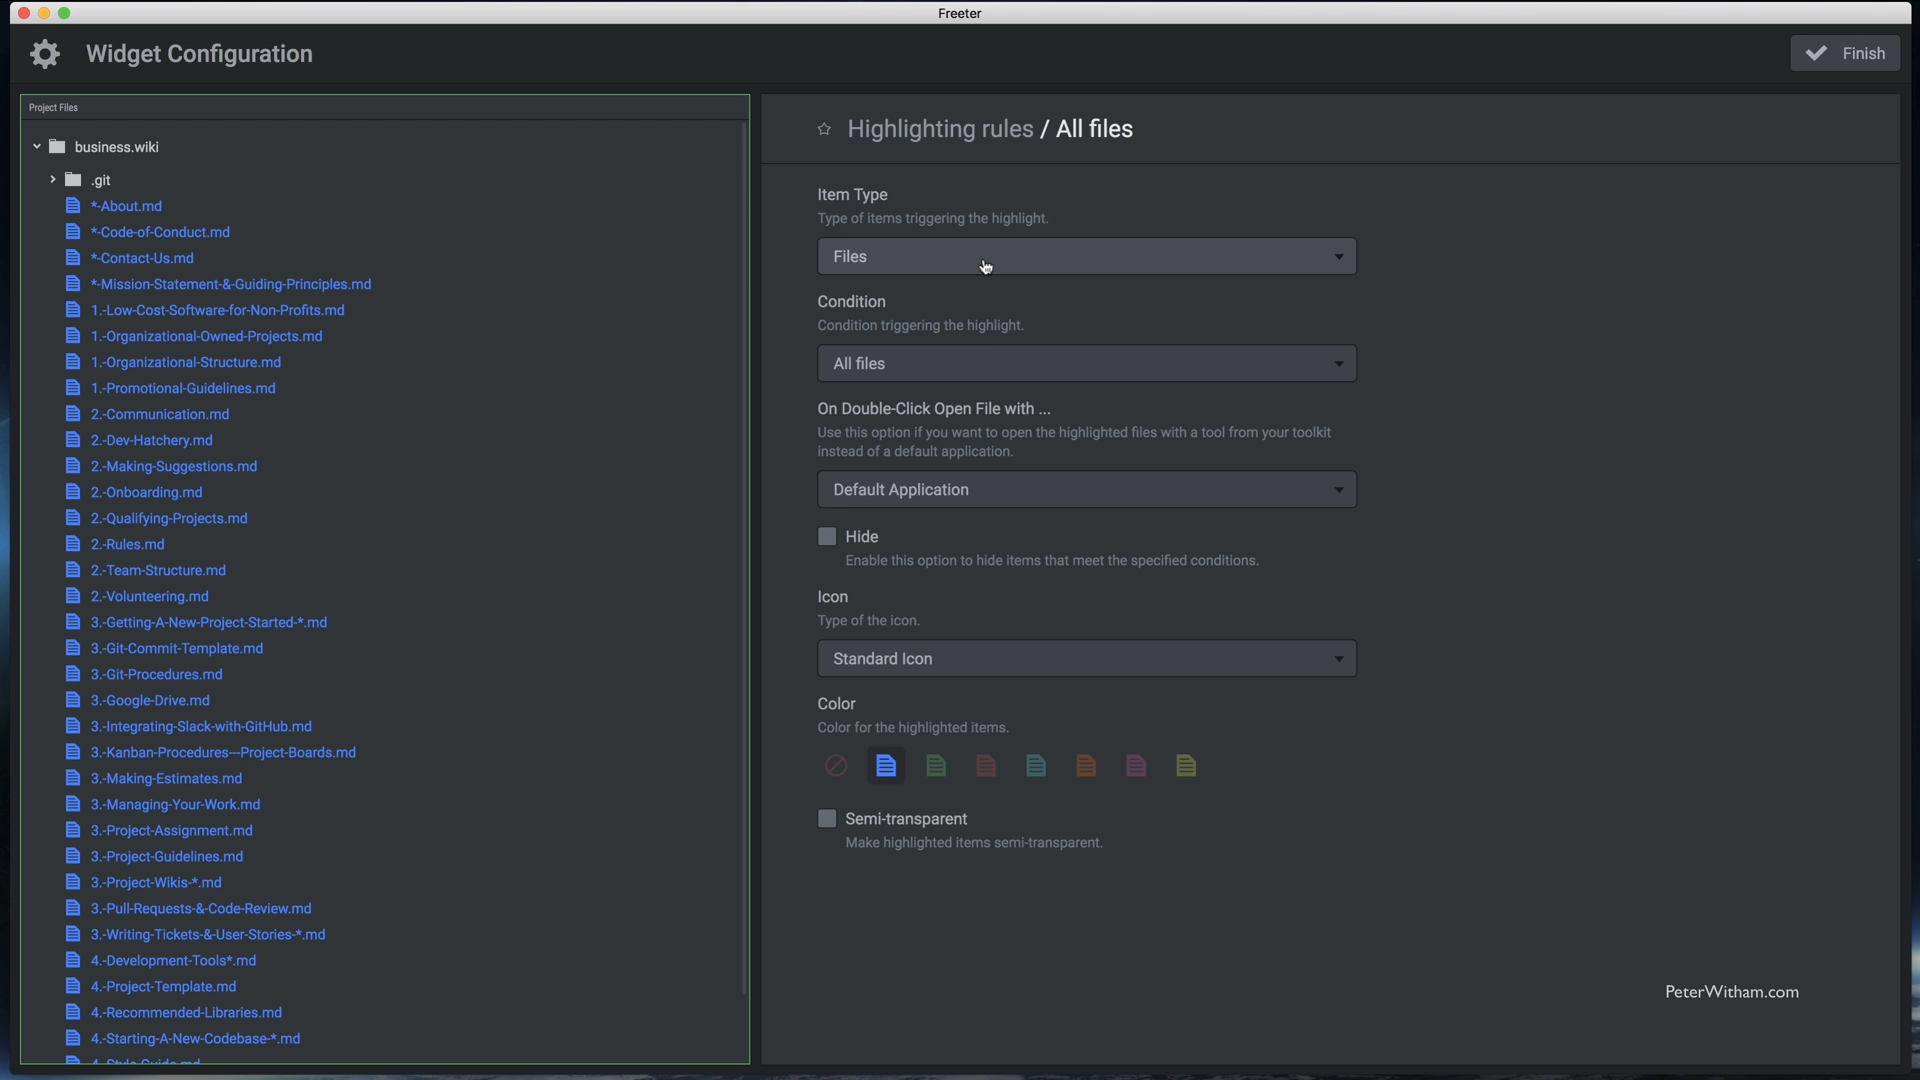 Freeter
Widget Configuration
Finish
Project Files
business.wiki
.git
*-About.md
*-Code-of-Conduct.md
*-Contact-Us.md
*-Mission-Statement-&-Guiding-Principles.md
1.-Low-Cost-Software-for-Non-Profits.md
1.-Organizational-Owned-Projects.md
1.-Organizational-Structure.md
1.-Promotional-Guidelines.md
2.-Communication.md
2.-Dev-Hatchery.md
2.-Making-Suggestions.md
2.-Onboarding.md
2.-Qualifying-Projects.md
2.-Rules.md
2.-Team-Structure.md
2.-Volunteering.md
3.-Getting-A-New-Project-Started-*.md
3.-Git-Commit-Template.md
3.-Git-Procedures.md
3.-Google-Drive.md
3.-Integrating-Slack-with-GitHub.md
3.-Kanban-Procedures—Project-Boards.md
3.-Making-Estimates.md
3.-Managing-Your-Work.md
3.-Project-Assignment.md
3.-Project-Guidelines.md
3.-Project-Wikis-*.md
3.-Pull-Requests-&-Code-Review.md
3.-Writing-Tickets-&-User-Stories-*.md
4.-Development-Tools*.md
4.-Project-Template.md
4.-Recommended-Libraries.md
4.-Starting-A-New-Codebase-*.md
4.-Style-Guide.md
Highlighting rules / All files
Item Type
Type of items triggering the highlight.
Files
Condition
Condition triggering the highlight.
All files
On Double-Click Open File with ...
Use this option if you want to open the highlighted files with a tool from your toolkit
instead of a default application.
Default Application
Hide
Enable this option to hide items that meet the specified conditions.
Icon
Type of the icon.
Standard Icon
Color
Color for the highlighted items.
Semi-transparent
Make highlighted items semi-transparent.
PeterWitham.com